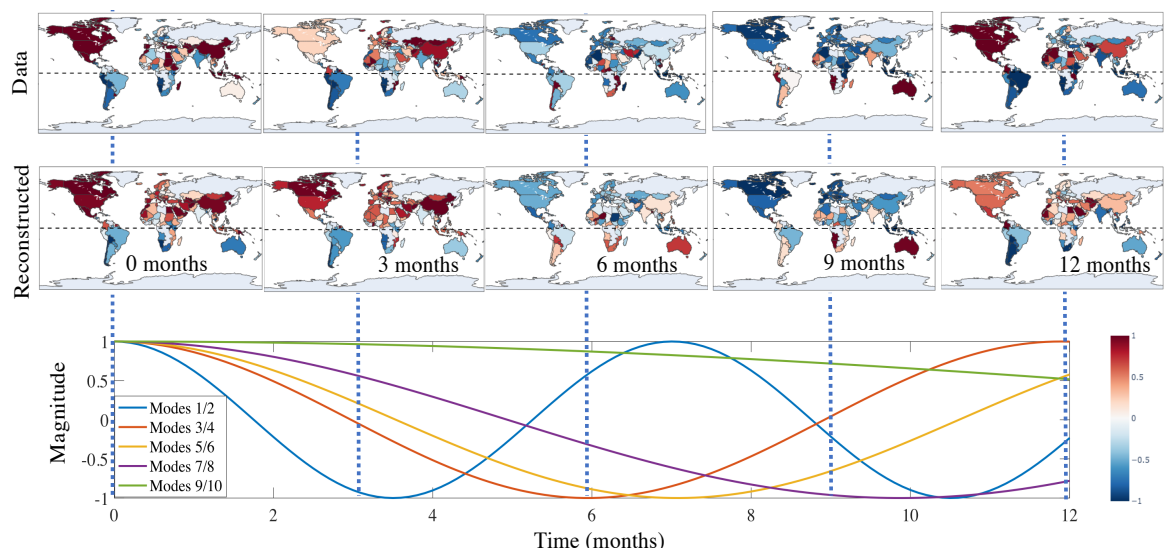 Data
Reconstructed
0 months
3 months
6 months
9 months
12 months
Magnitude
1
0.5
0
-0.5
-1
Modes 1/2
Modes 3/4
Modes 5/6
Modes 7/8
Modes 9/10
0
2
4
6
8
10
12
Time (months)
1
0.5
0
-0.5
-1